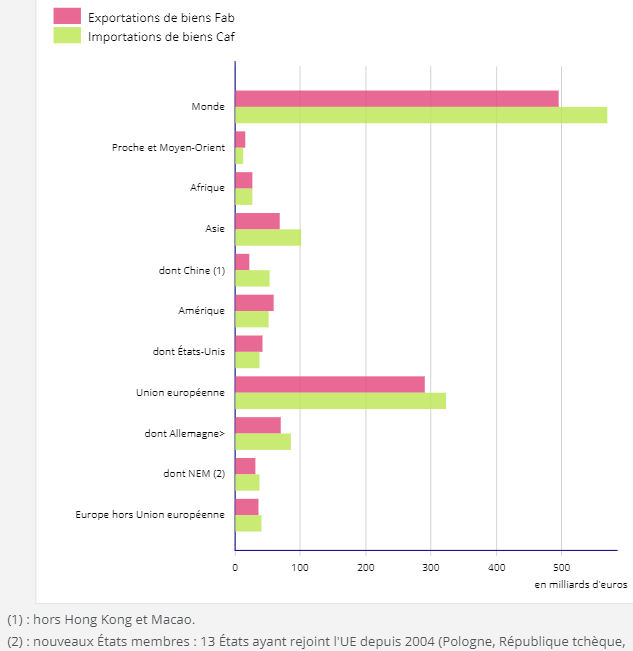 Exportations de biens Fab
Importations de biens Caf
Monde
Proche et Moyen-Orient
Afrique
Asie
dont Chine (1)
Amérique
dont États-Unis
Union européenne
dont Allemagne>
dont NEM (2)
Europe hors Union européenne
0 100 200 300 400 500
en milliards d'euros
(1) : hors Hong Kong et Macao.
(2) : nouveaux États membres : 13 États ayant rejoint l'UE depuis 2004 (Pologne, République tchèque,